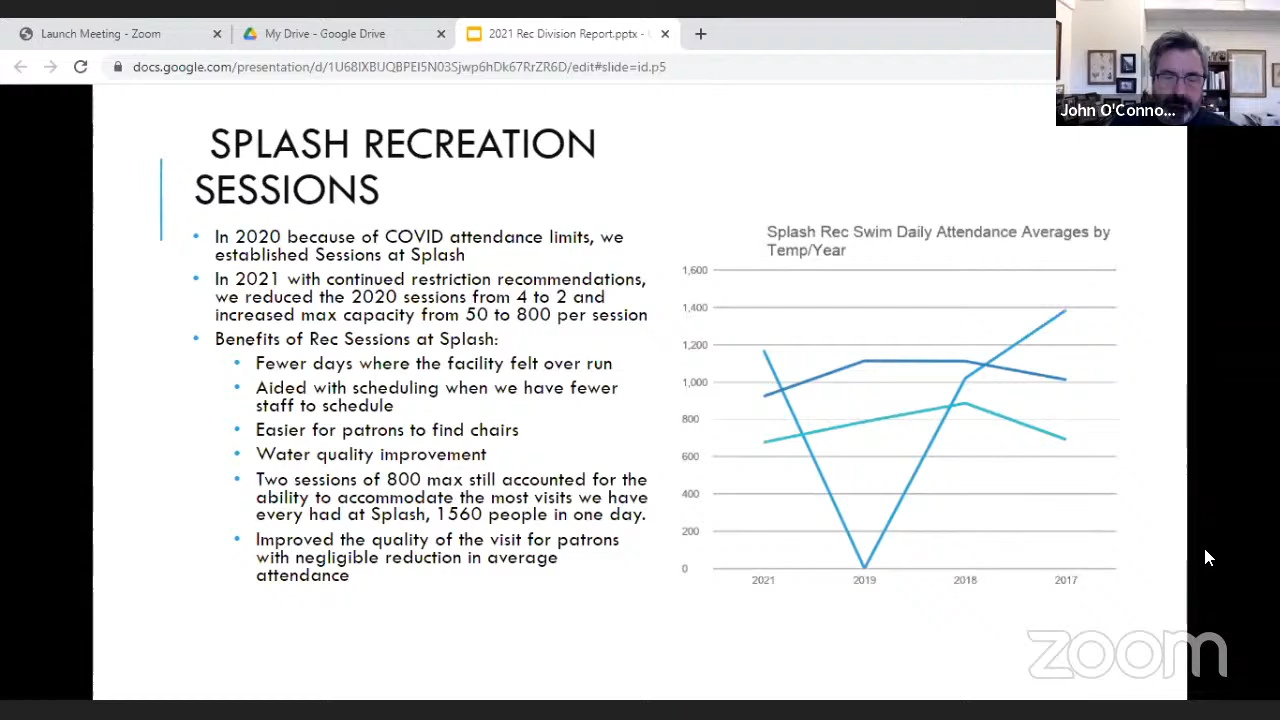 Launch Meeting - Zoom
My Drive - Google Drive
2021 Rec Division Report.pptx -
docs.google.com/presentation/d/1U68IXBUQBPEI5N03Sjwp6hDk67RrZR6D/edit#slide=id.p5
John O'Conno...
SPLASH RECREATION
SESSIONS
• In 2020 because of COVID attendance limits, we
established Sessions at Splash
• In 2021 with continued restriction recommendations,
we reduced the 2020 sessions from 4 to 2 and
increased max capacity from 50 to 800 per session
• Benefits of Rec Sessions at Splash:
• Fewer days where the facility felt over run
• Aided with scheduling when we have fewer
staff to schedule
• Easier for patrons to find chairs
• Water quality improvement
• Two sessions of 800 max still accounted for the
ability to accommodate the most visits we have
every had at Splash, 1560 people in one day.
• Improved the quality of the visit for patrons
with negligible reduction in average
attendance
Splash Rec Swim Daily Attendance Averages by
Temp/Year
1,600
1,400
1,200
1,000
800
600
400
200
0
2021 2019 2018 2017
zoom